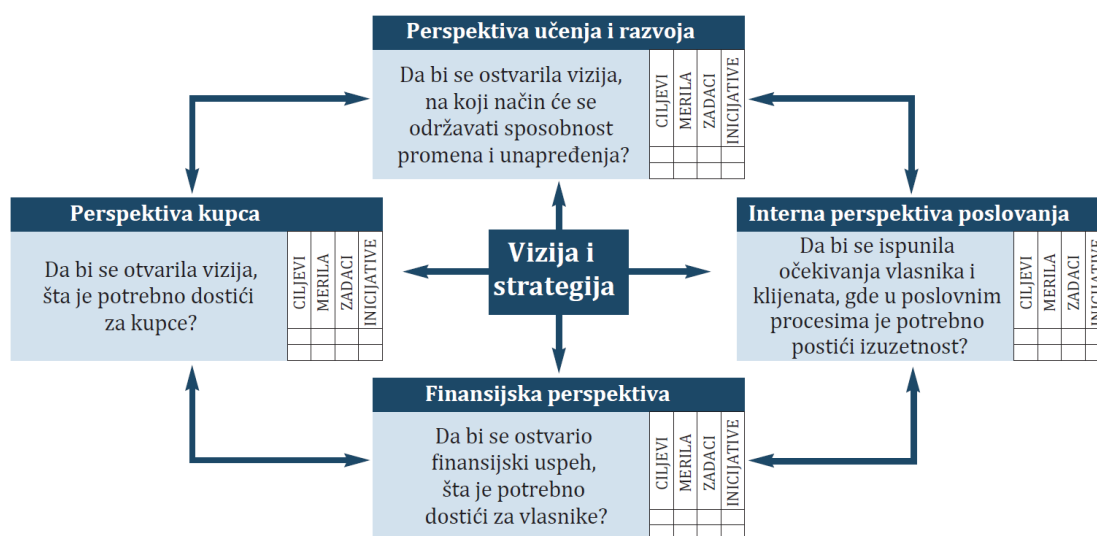 Perspektiva učenja i razvoja
Da bi se ostvarila vizija,
na koji način će se
održavati sposobnost
promena i unapređenja?
CILJEVI
MERILA
ZADACI
INICIJATIVE
Perspektiva kupca
Da bi se otvarila vizija,
šta je potrebno dostići
za kupce?
CILJEVI
MERILA
ZADACI
INICIJATIVE
Vizija i
strategija
Interna perspektiva poslovanja
Da bi se ispunila
očekivanja vlasnika i
klijenata, gde u poslovnim
procesima je potrebno
postići izuzetnost?
CILJEVI
MERILA
ZADACI
INICIJATIVE
Finansijska perspektiva
Da bi se ostvario
finansijski uspeh,
šta je potrebno
dostići za vlasnike?
CILJEVI
MERILA
ZADACI
INICIJATIVE